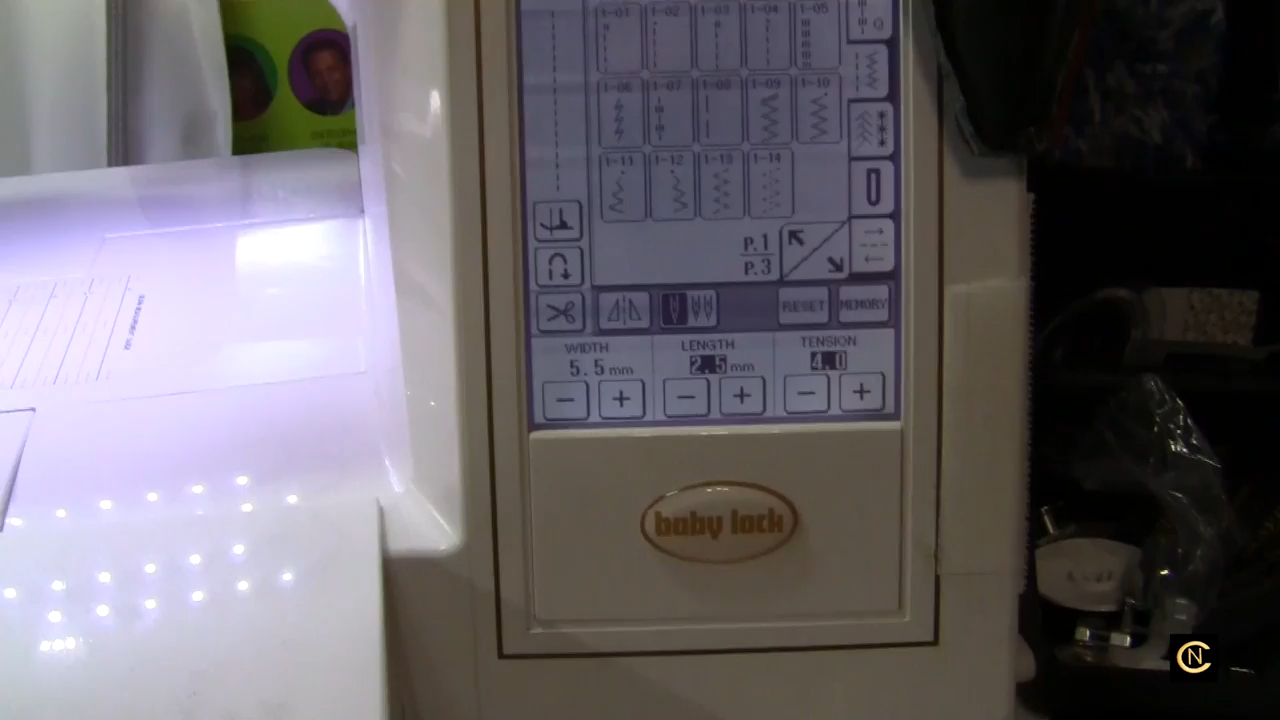 1-01 1-02 1-03 1-04 1-05
1-06 1-07 1-08 1-09 1-10
1-11 1-12 1-13 1-14
P.1
P.3
RESET MEMORY
WIDTH LENGTH TENSION
5.5 mm 2.5 mm 4.0
− + − + − +
baby lock